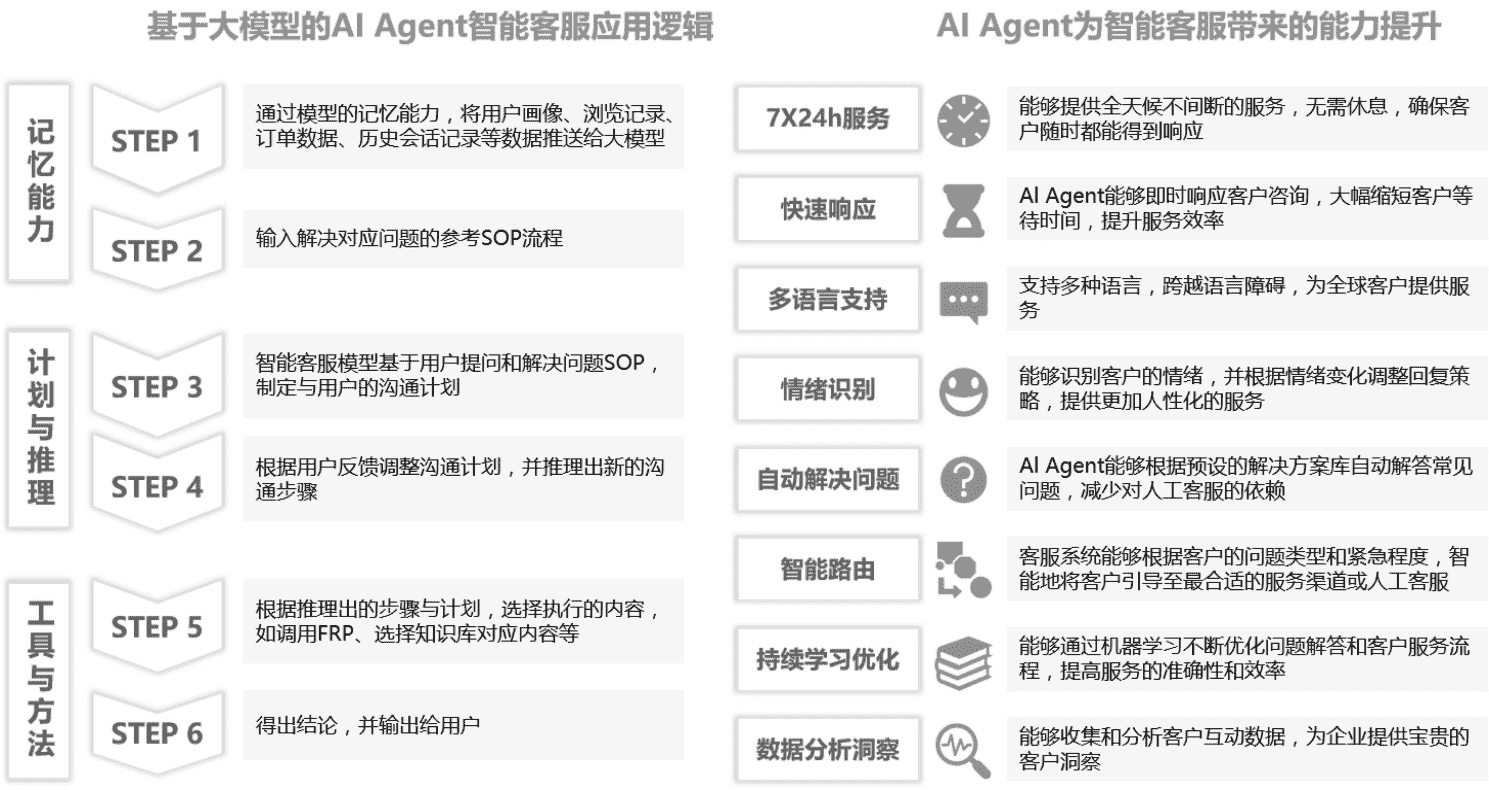 基于大模型的AI Agent智能客服应用逻辑
记忆能力
STEP 1
通过模型的记忆能力，将用户画像、浏览记录、
订单数据、历史会话记录等数据推送给大模型
STEP 2
输入解决对应问题的参考SOP流程
计划与推理
STEP 3
智能客服模型基于用户提问和解决问题SOP，
制定与用户的沟通计划
STEP 4
根据用户反馈调整沟通计划，并推理出新的沟
通步骤
工具与方法
STEP 5
根据推理出的步骤与计划，选择执行的内容，
如调用FRP、选择知识库对应内容等
STEP 6
得出结论，并输出给用户
AI Agent为智能客服带来的能力提升
7X24h服务
能够提供全天候不间断的服务，无需休息，确保客
户随时都能得到响应
快速响应
AI Agent能够即时响应客户咨询，大幅缩短客户等
待时间，提升服务效率
多语言支持
支持多种语言，跨越语言障碍，为全球客户提供服
务
情绪识别
能够识别客户的情绪，并根据情绪变化调整回复策
略，提供更加人性化的服务
自动解决问题
AI Agent能够根据预设的解决方案库自动解答常见
问题，减少对人工客服的依赖
智能路由
客服系统能够根据客户的问题类型和紧急程度，智
能地将客户引导至最合适的服务渠道或人工客服
持续学习优化
能够通过机器学习不断优化问题解答和客户服务流
程，提高服务的准确性和效率
数据分析洞察
能够收集和分析客户互动数据，为企业提供宝贵的
客户洞察